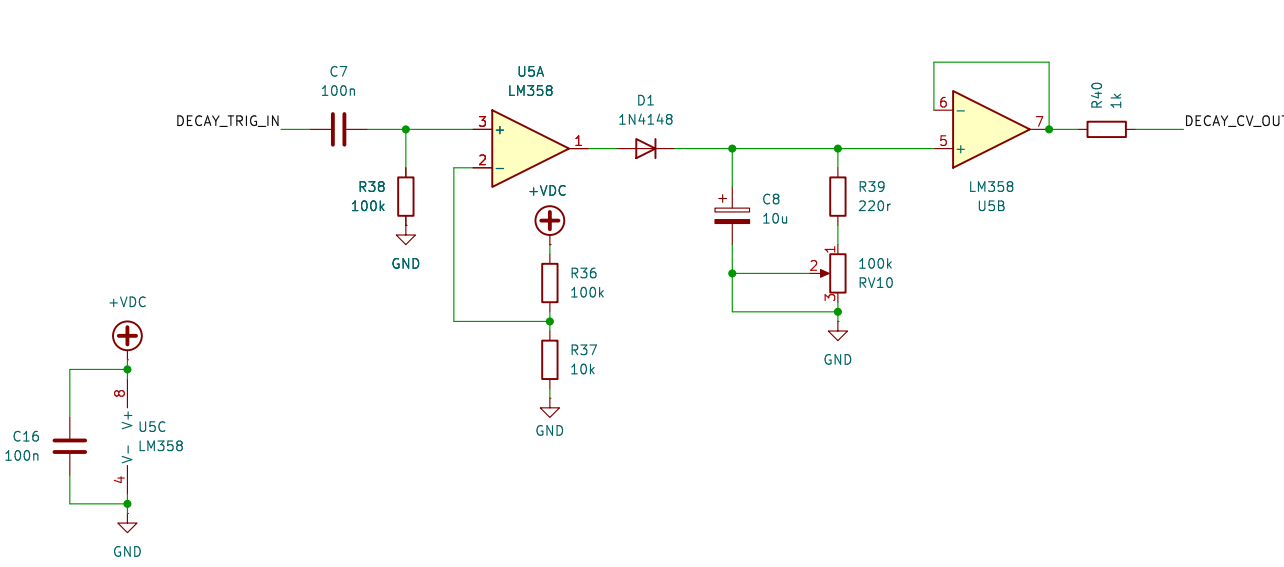 C7
100n
DECAY_TRIG_IN
R38
100k
GND
U5A
LM358
3
+
2
-
1
+VDC
R36
100k
R37
10k
GND
D1
1N4148
+
C8
10u
R39
220r
1
2
3
100k
RV10
GND
6
-
5
+
7
LM358
U5B
R40
1k
DECAY_CV_OUT
+VDC
C16
100n
8
V+
V-
4
U5C
LM358
GND